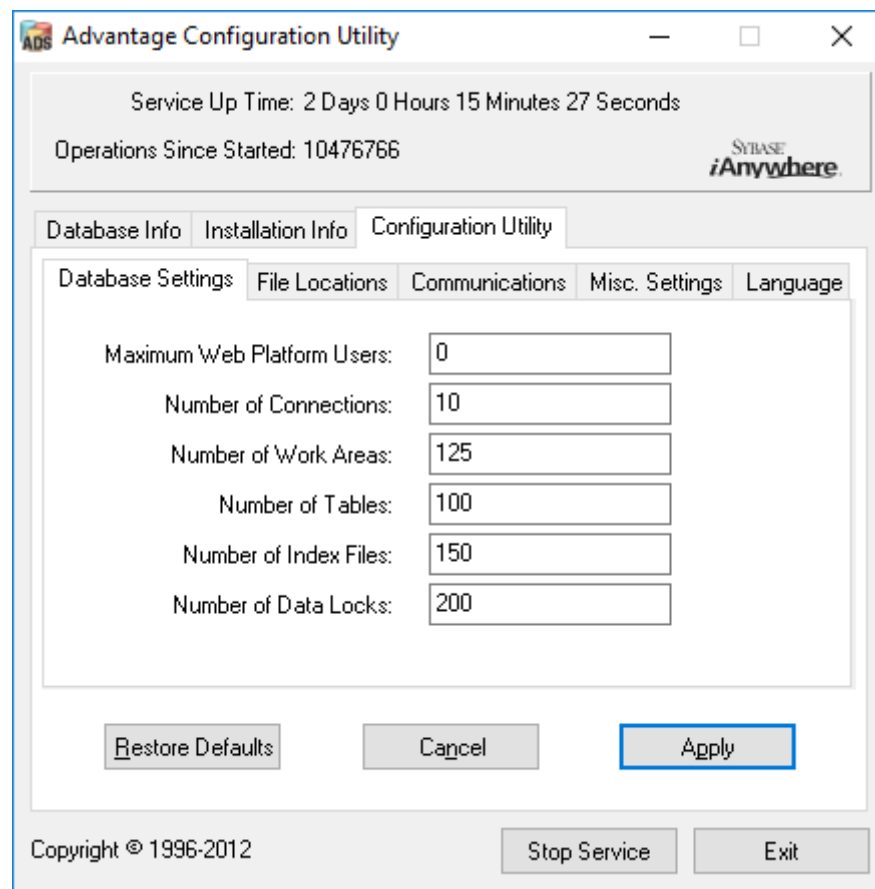 ADS Advantage Configuration Utility
Service Up Time: 2 Days 0 Hours 15 Minutes 27 Seconds
Operations Since Started: 10476766
SYBASE
iAnywhere.
Database Info Installation Info Configuration Utility
Database Settings File Locations Communications Misc. Settings Language
Maximum Web Platform Users: 0
Number of Connections: 10
Number of Work Areas: 125
Number of Tables: 100
Number of Index Files: 150
Number of Data Locks: 200
Restore Defaults Cancel Apply
Copyright © 1996-2012 Stop Service Exit